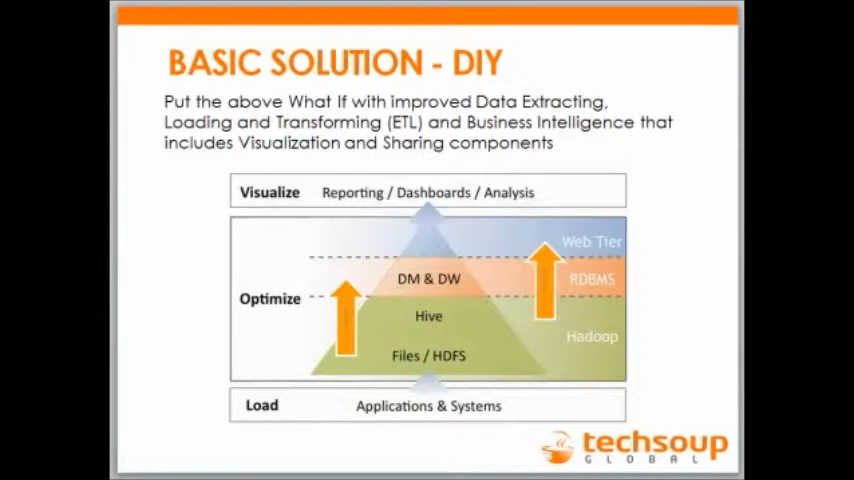 BASIC SOLUTION - DIY
Put the above What If with improved Data Extracting,
Loading and Transforming (ETL) and Business Intelligence that
includes Visualization and Sharing components
Visualize Reporting / Dashboards / Analysis
Web Tier
DM & DW RDBMS
Optimize
Hive
Hadoop
Files / HDFS
Load Applications & Systems
techsoup
GLOBAL